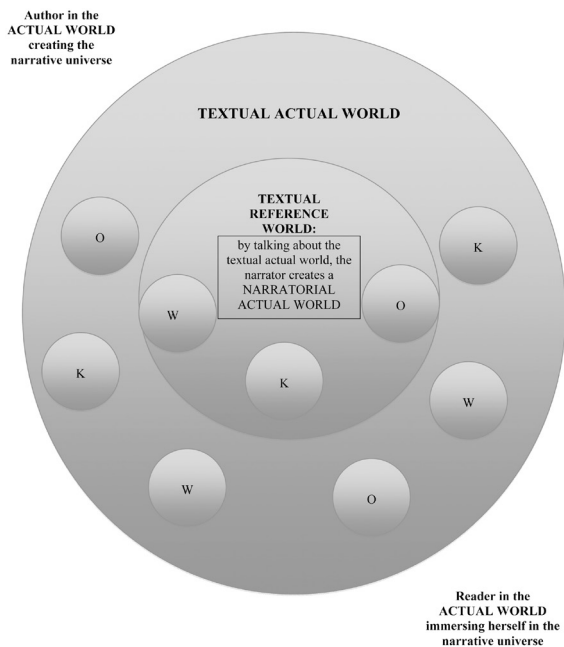 Author in the
ACTUAL WORLD
creating the
narrative universe
TEXTUAL ACTUAL WORLD
TEXTUAL
REFERENCE
WORLD:
by talking about the
textual actual world, the
narrator creates a
NARRATORIAL
ACTUAL WORLD
O
K
W
O
K
K
W
W
O
Reader in the
ACTUAL WORLD
immersing herself in the
narrative universe